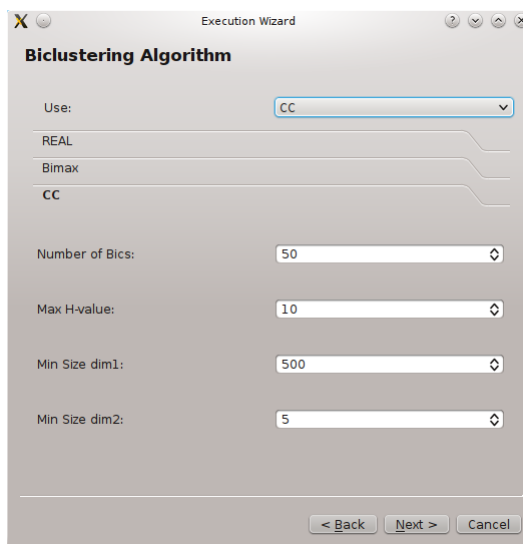 Execution Wizard
Biclustering Algorithm
Use: CC
REAL
Bimax
CC
Number of Bics: 50
Max H-value: 10
Min Size dim1: 500
Min Size dim2: 5
< Back Next > Cancel